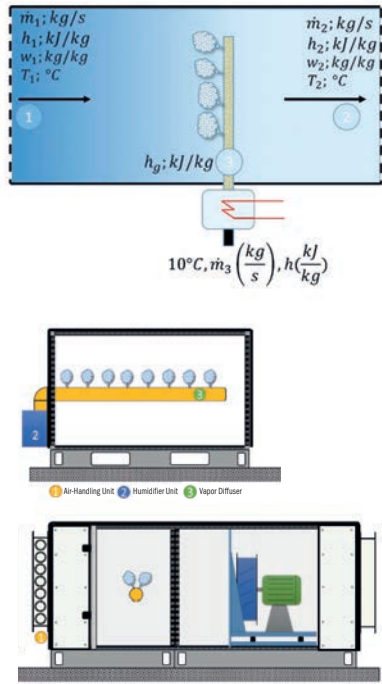 ṁ₁; kg/s
h₁; kJ/kg
w₁; kg/kg
T₁; °C
1
ṁ₂; kg/s
h₂; kJ/kg
w₂; kg/kg
T₂; °C
2
h_g; kJ/kg
3
10°C, ṁ₃ (kg/s), h(kJ/kg)
3
2
1 Air-Handling Unit 2 Humidifier Unit 3 Vapor Diffuser
1